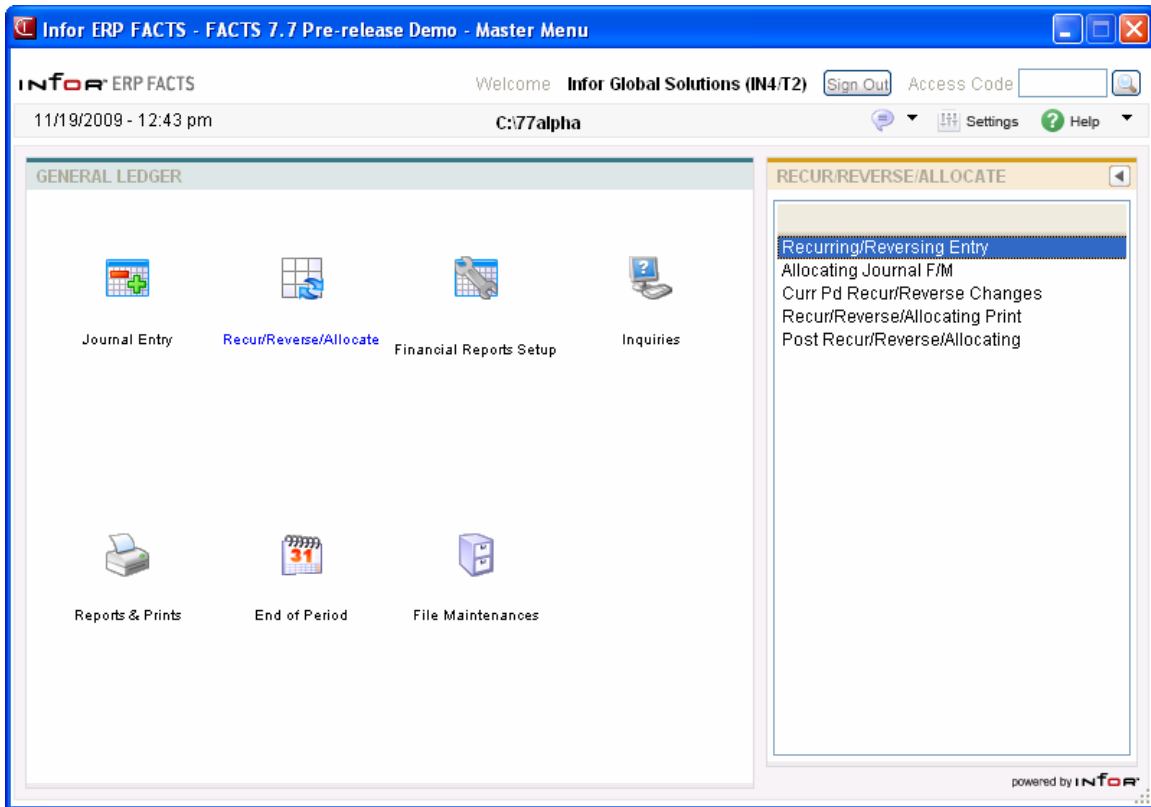 Infor ERP FACTS - FACTS 7.7 Pre-release Demo - Master Menu
infor ERP FACTS Welcome Infor Global Solutions (IN4/T2) Sign Out Access Code
11/19/2009 - 12:43 pm C:\77alpha Settings ? Help
GENERAL LEDGER
Journal Entry Recur/Reverse/Allocate Financial Reports Setup Inquiries
31
Reports & Prints End of Period File Maintenances
RECUR/REVERSE/ALLOCATE
Recurring/Reversing Entry
Allocating Journal F/M
Curr Pd Recur/Reverse Changes
Recur/Reverse/Allocating Print
Post Recur/Reverse/Allocating
powered by infor